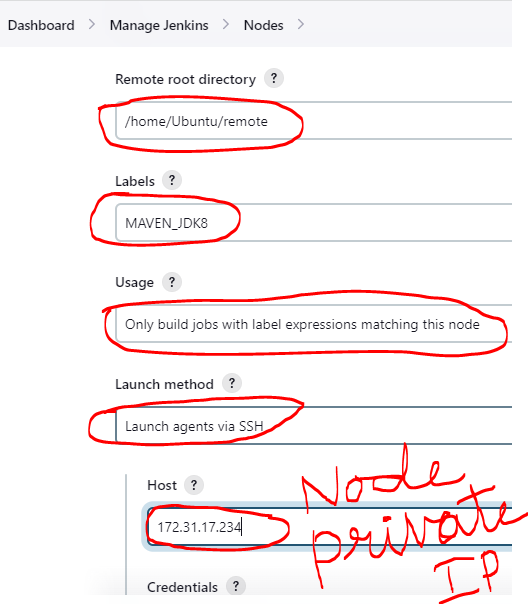 Dashboard > Manage Jenkins > Nodes >
Remote root directory ?
/home/Ubuntu/remote
Labels ?
MAVEN_JDK8
Usage ?
Only build jobs with label expressions matching this node
Launch method ?
Launch agents via SSH
Host ?
172.31.17.234
Node
private
IP
Credentials ?